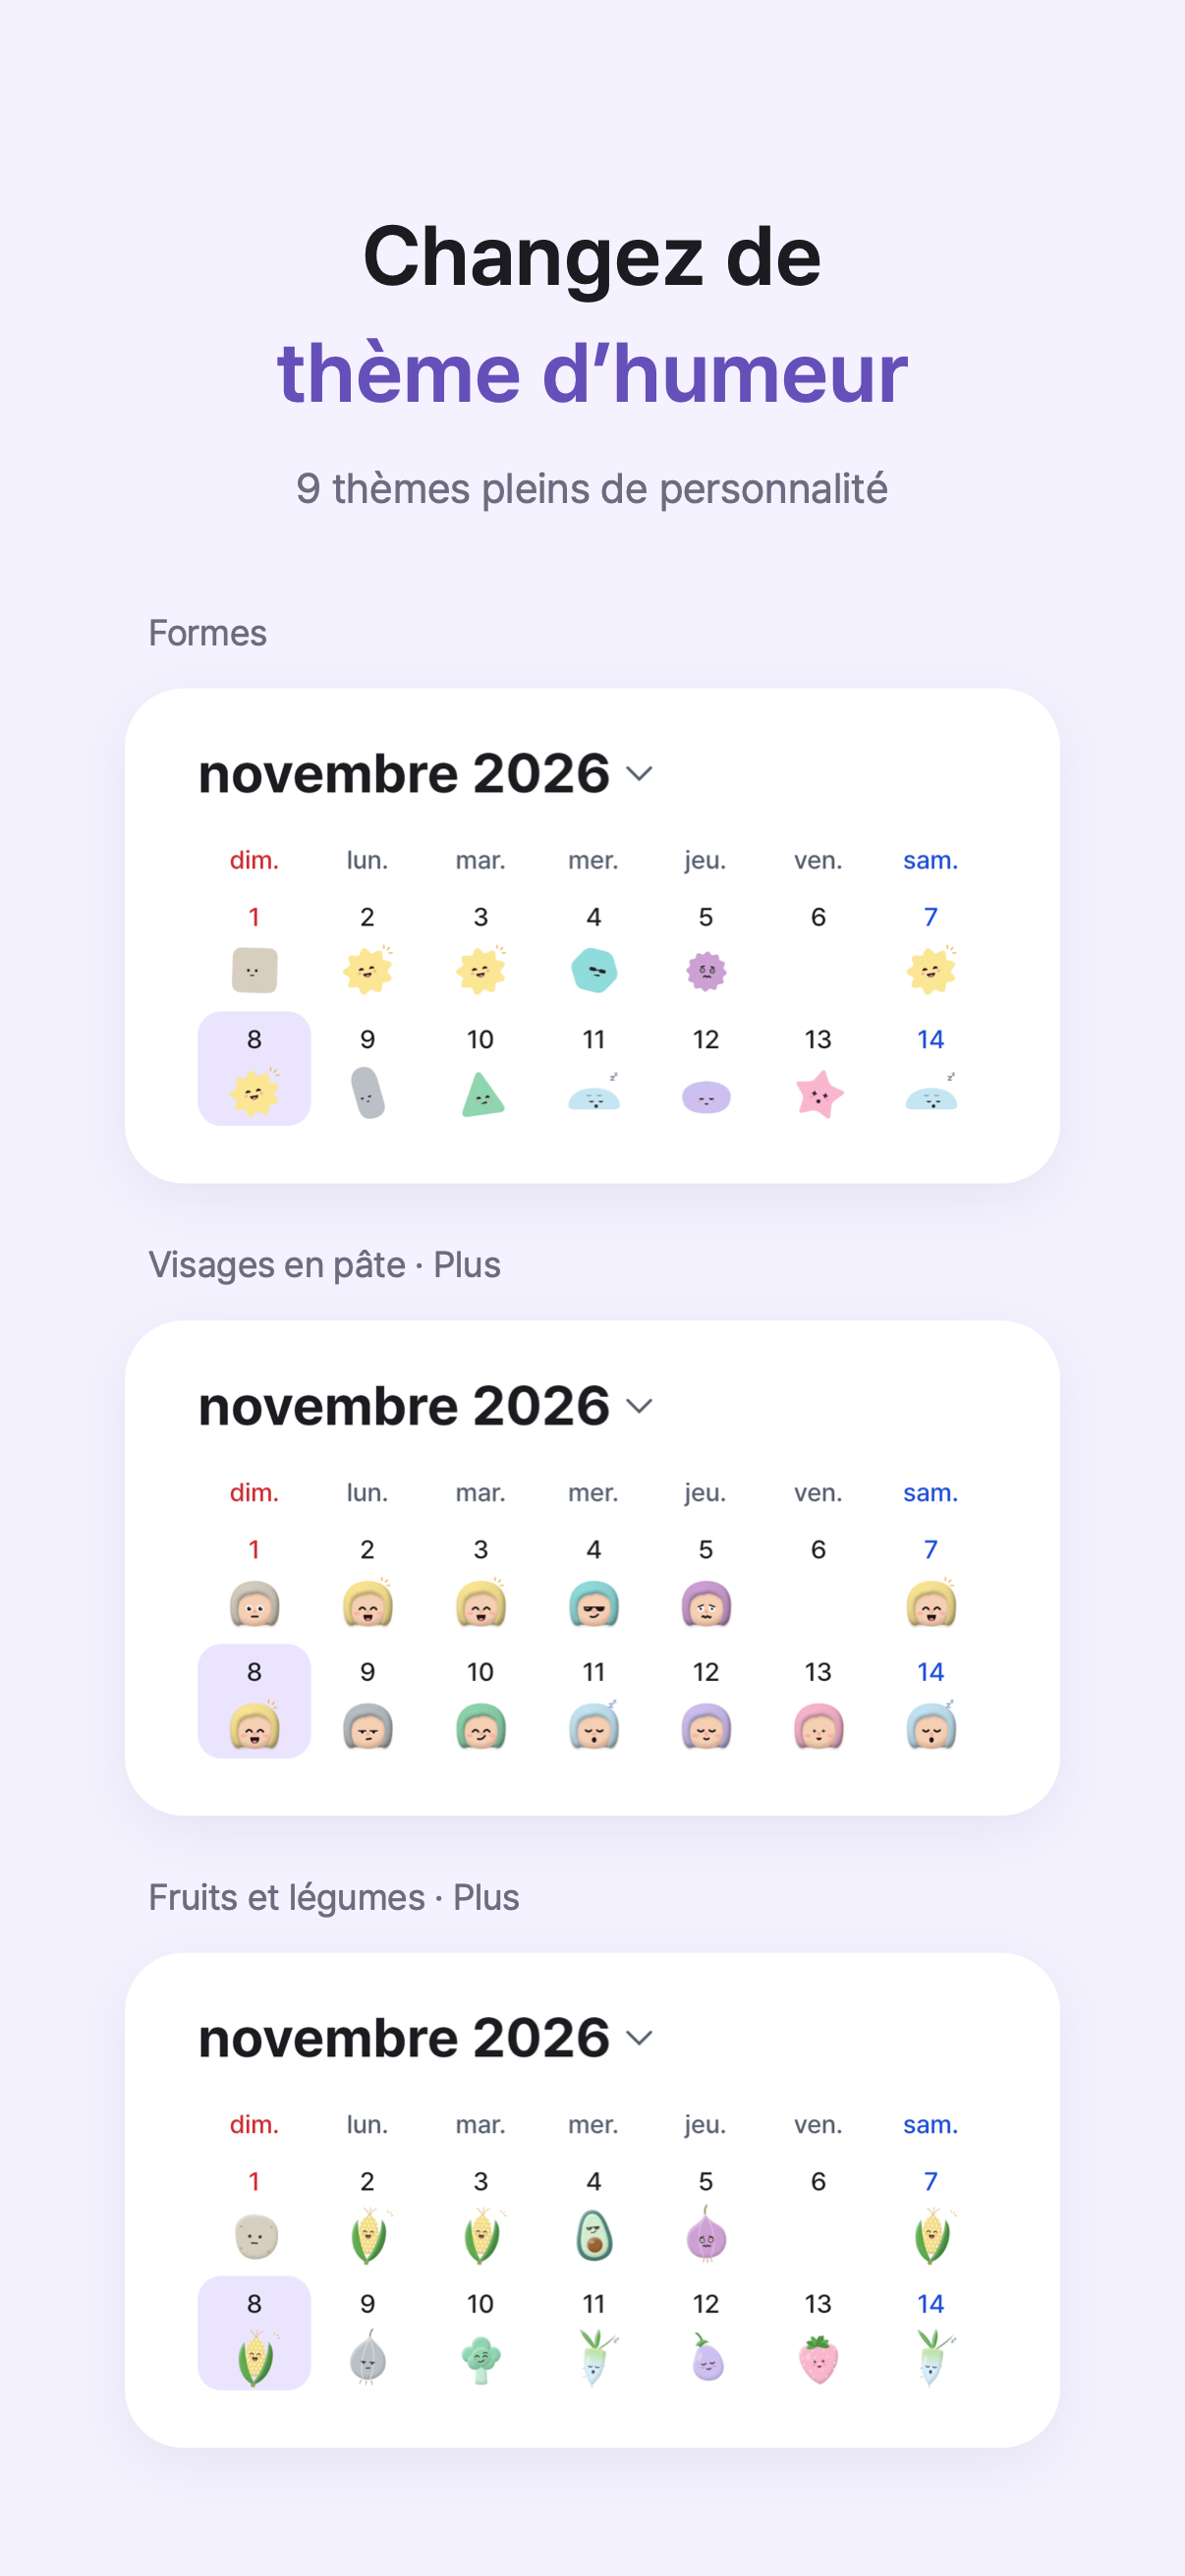 Changez de
thème d’humeur
9 thèmes pleins de personnalité
Formes
novembre 2026
dim. lun. mar. mer. jeu. ven. sam.
1 2 3 4 5 6 7
8 9 10 11 12 13 14
Visages en pâte · Plus
novembre 2026
dim. lun. mar. mer. jeu. ven. sam.
1 2 3 4 5 6 7
8 9 10 11 12 13 14
Fruits et légumes · Plus
novembre 2026
dim. lun. mar. mer. jeu. ven. sam.
1 2 3 4 5 6 7
8 9 10 11 12 13 14